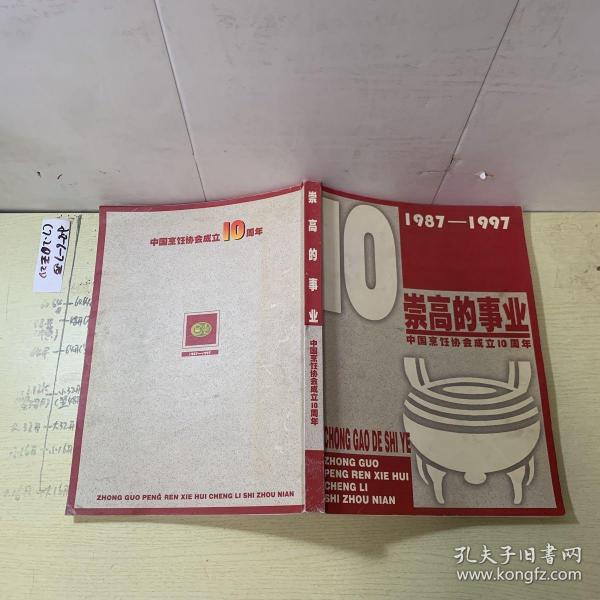 中国烹饪协会成立10周年
1987—1997
ZHONG GUO PENG REN XIE HUI CHENG LI SHI ZHOU NIAN
崇高的事业
中国烹饪协会成立10周年
10
1987—1997
崇高的事业
中国烹饪协会成立10周年
CHONG GAO DE SHI YE
ZHONG GUO
PENG REN XIE HUI
CHENG LI
SHI ZHOU NIAN
孔夫子旧书网
www.kongfz.com